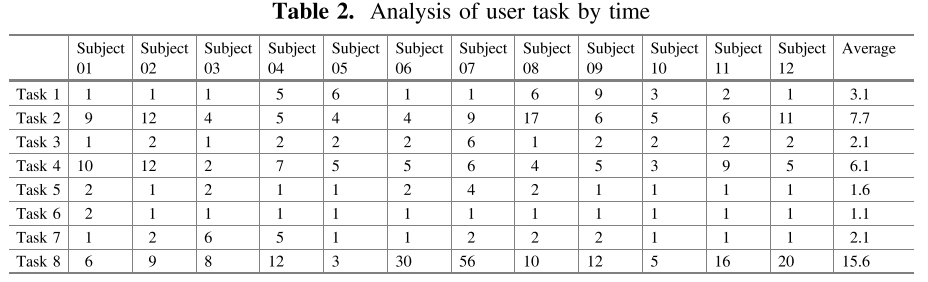 Table 2. Analysis of user task by time
Subject 01 Subject 02 Subject 03 Subject 04 Subject 05 Subject 06 Subject 07 Subject 08 Subject 09 Subject 10 Subject 11 Subject 12 Average
Task 1 1 1 1 5 6 1 1 6 9 3 2 1 3.1
Task 2 9 12 4 5 4 4 9 17 6 5 6 11 7.7
Task 3 1 2 1 2 2 2 6 1 2 2 2 2 2.1
Task 4 10 12 2 7 5 5 6 4 5 3 9 5 6.1
Task 5 2 1 2 1 1 2 4 2 1 1 1 1 1.6
Task 6 2 1 1 1 1 1 1 1 1 1 1 1 1.1
Task 7 1 2 6 5 1 1 2 2 2 1 1 1 2.1
Task 8 6 9 8 12 3 30 56 10 12 5 16 20 15.6